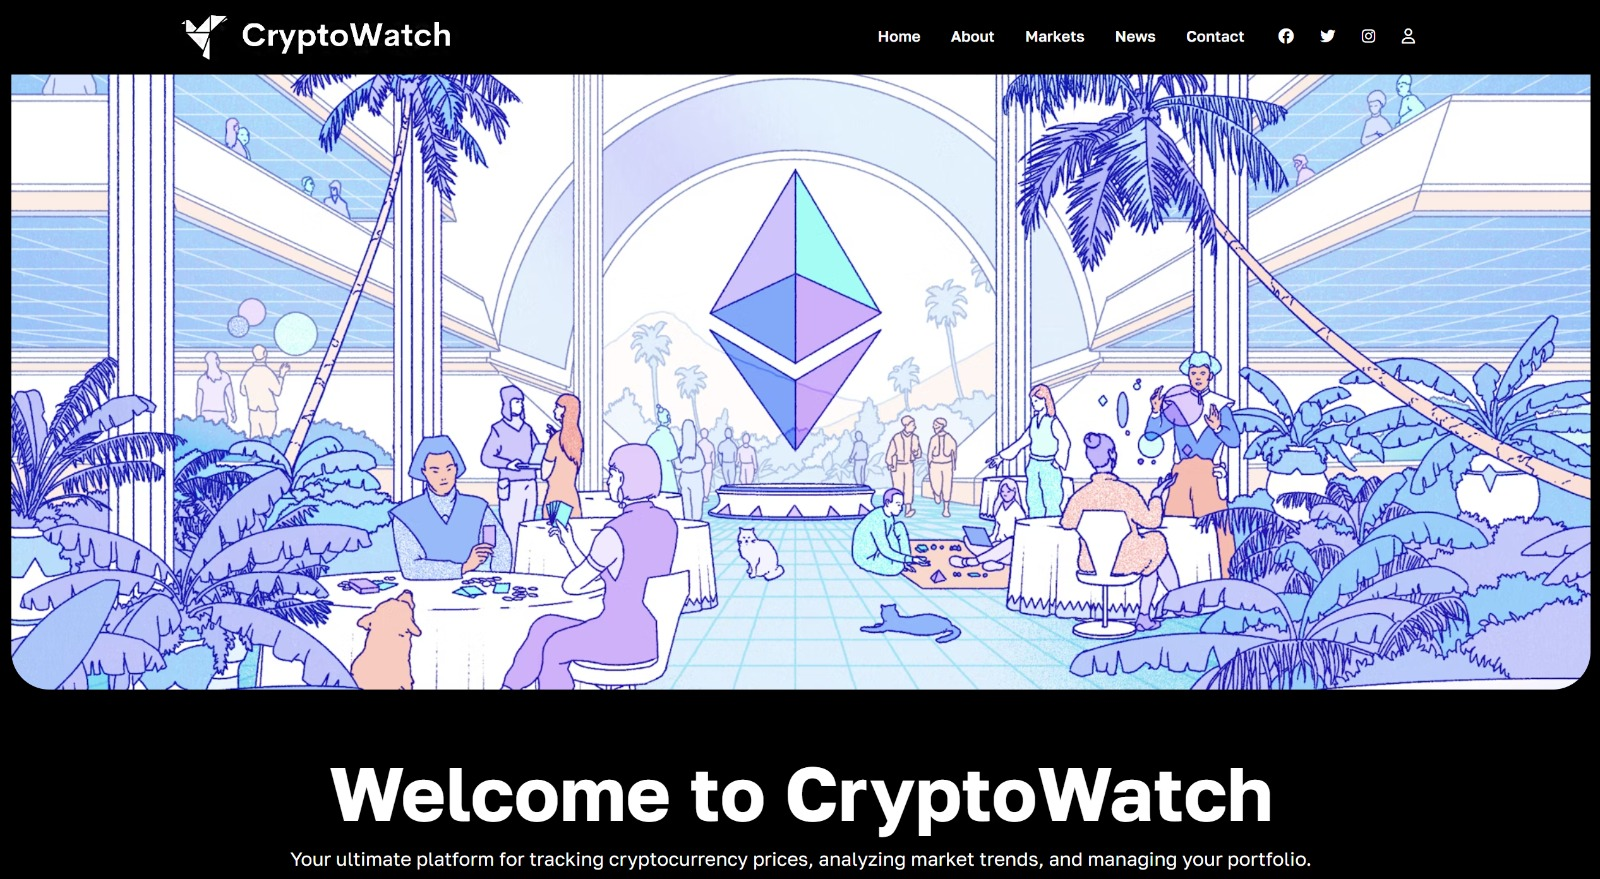 CryptoWatch
Home About Markets News Contact
Welcome to CryptoWatch
Your ultimate platform for tracking cryptocurrency prices, analyzing market trends, and managing your portfolio.